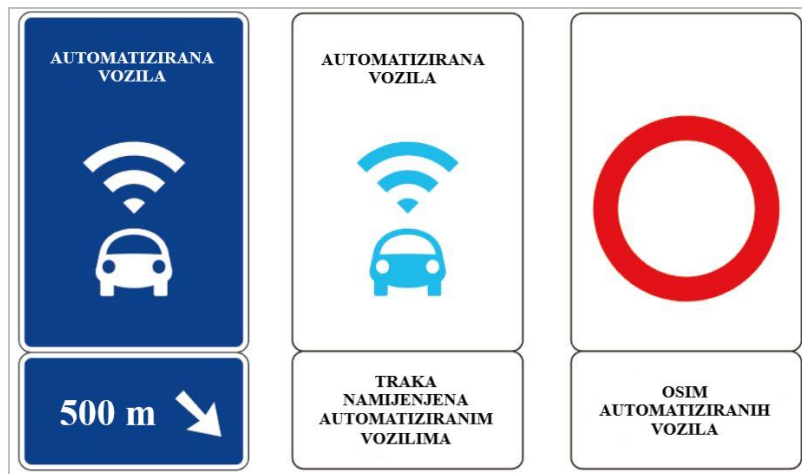 AUTOMATIZIRANA
VOZILA
500 m
AUTOMATIZIRANA
VOZILA
TRAKA
NAMIJENJENA
AUTOMATIZIRANIM
VOZILIMA
OSIM
AUTOMATIZIRANIH
VOZILA